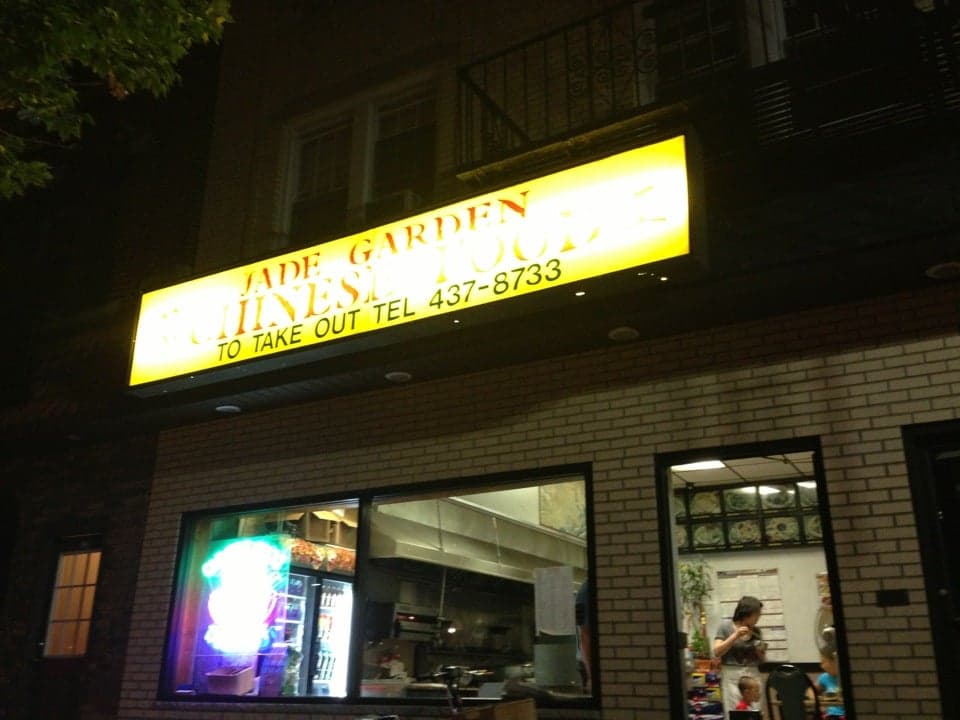 JADE GARDEN
CHINESE FOOD
TO TAKE OUT TEL 437-8733